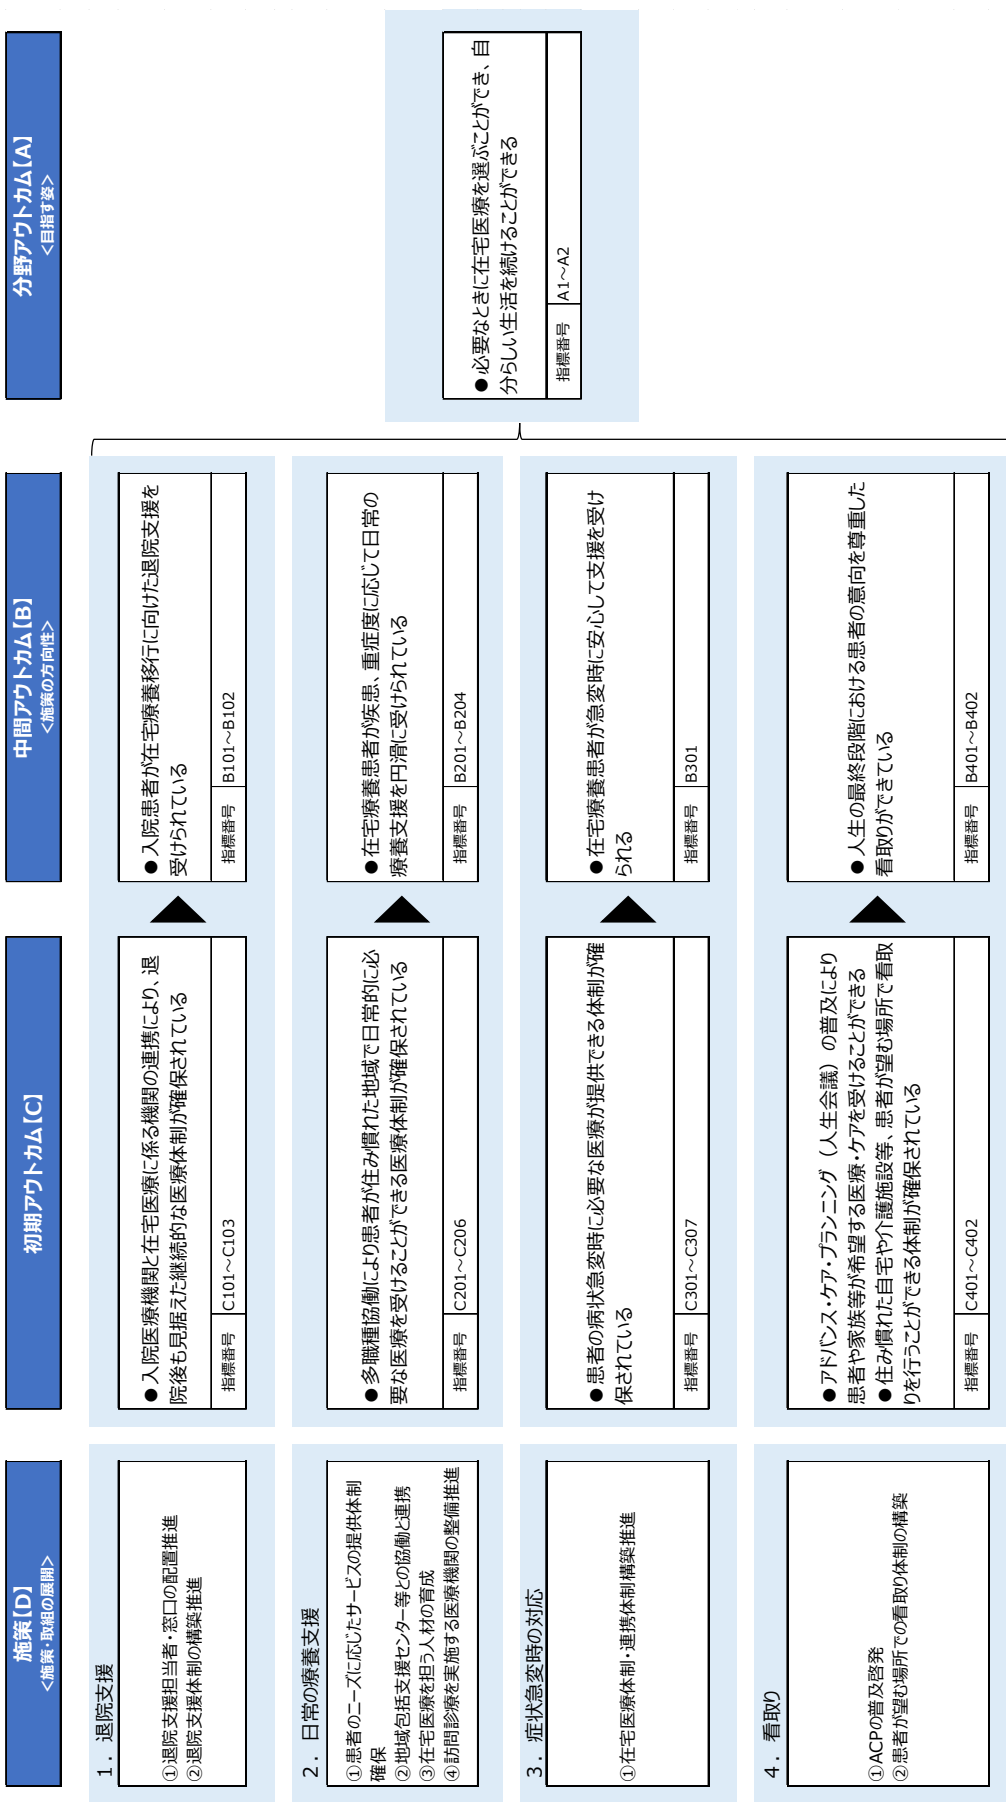 施策【D】
<施策・取組の展開>
初期アウトカム【C】
中間アウトカム【B】
<施策の方向性>
分野アウトカム【A】
<目指す姿>
1．退院支援
①退院支援担当者・窓口の配置推進
②退院支援体制の構築推進
●入院医療機関と在宅医療に係る機関の連携により、退
院後も見据えた継続的な医療体制が確保されている
指標番号 C101～C103
●入院患者が在宅療養移行に向けた退院支援を
受けられている
指標番号 B101～B102
2．日常の療養支援
①患者のニーズに応じたサービスの提供体制
確保
②地域包括支援センター等との協働と連携
③在宅医療を担う人材の育成
④訪問診療を実施する医療機関の整備推進
●多職種協働により患者が住み慣れた地域で日常的に必
要な医療を受けることができる医療体制が確保されている
指標番号 C201～C206
●在宅療養患者が疾患、重症度に応じて日常の
療養支援を円滑に受けられている
指標番号 B201～B204
3．症状急変時の対応
①在宅医療体制・連携体制構築推進
●患者の病状急変時に必要な医療が提供できる体制が確
保されている
指標番号 C301～C307
●在宅療養患者が急変時に安心して支援を受け
られる
指標番号 B301
4．看取り
①ACPの普及啓発
②患者が望む場所での看取り体制の構築
●アドバンス・ケア・プランニング（人生会議）の普及により
患者や家族等が希望する医療・ケアを受けることができる
●住み慣れた自宅や介護施設等、患者が望む場所で看取
りを行うことができる体制が確保されている
指標番号 C401～C402
●人生の最終段階における患者の意向を尊重した
看取りができている
指標番号 B401～B402
●必要なときに在宅医療を選ぶことができ、自
分らしい生活を続けることができる
指標番号 A1～A2